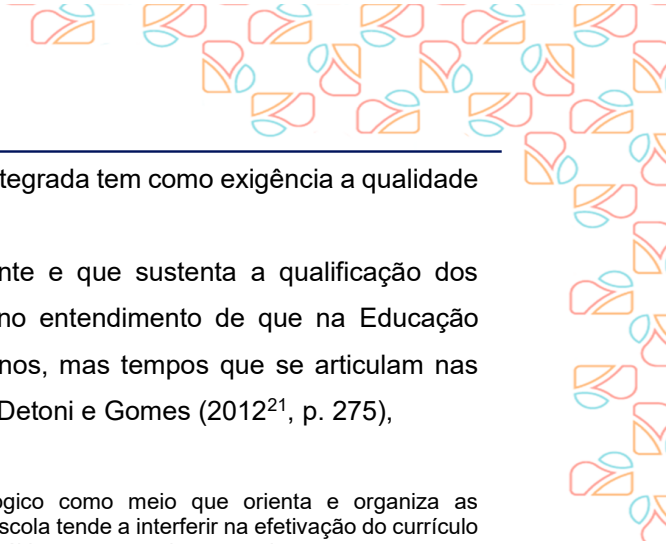 tegrada tem como exigência a qualidade
nte e que sustenta a qualificação dos
no entendimento de que na Educação
nos, mas tempos que se articulam nas
Detoni e Gomes (2012²¹, p. 275),
ógico como meio que orienta e organiza as
scola tende a interferir na efetivação do currículo